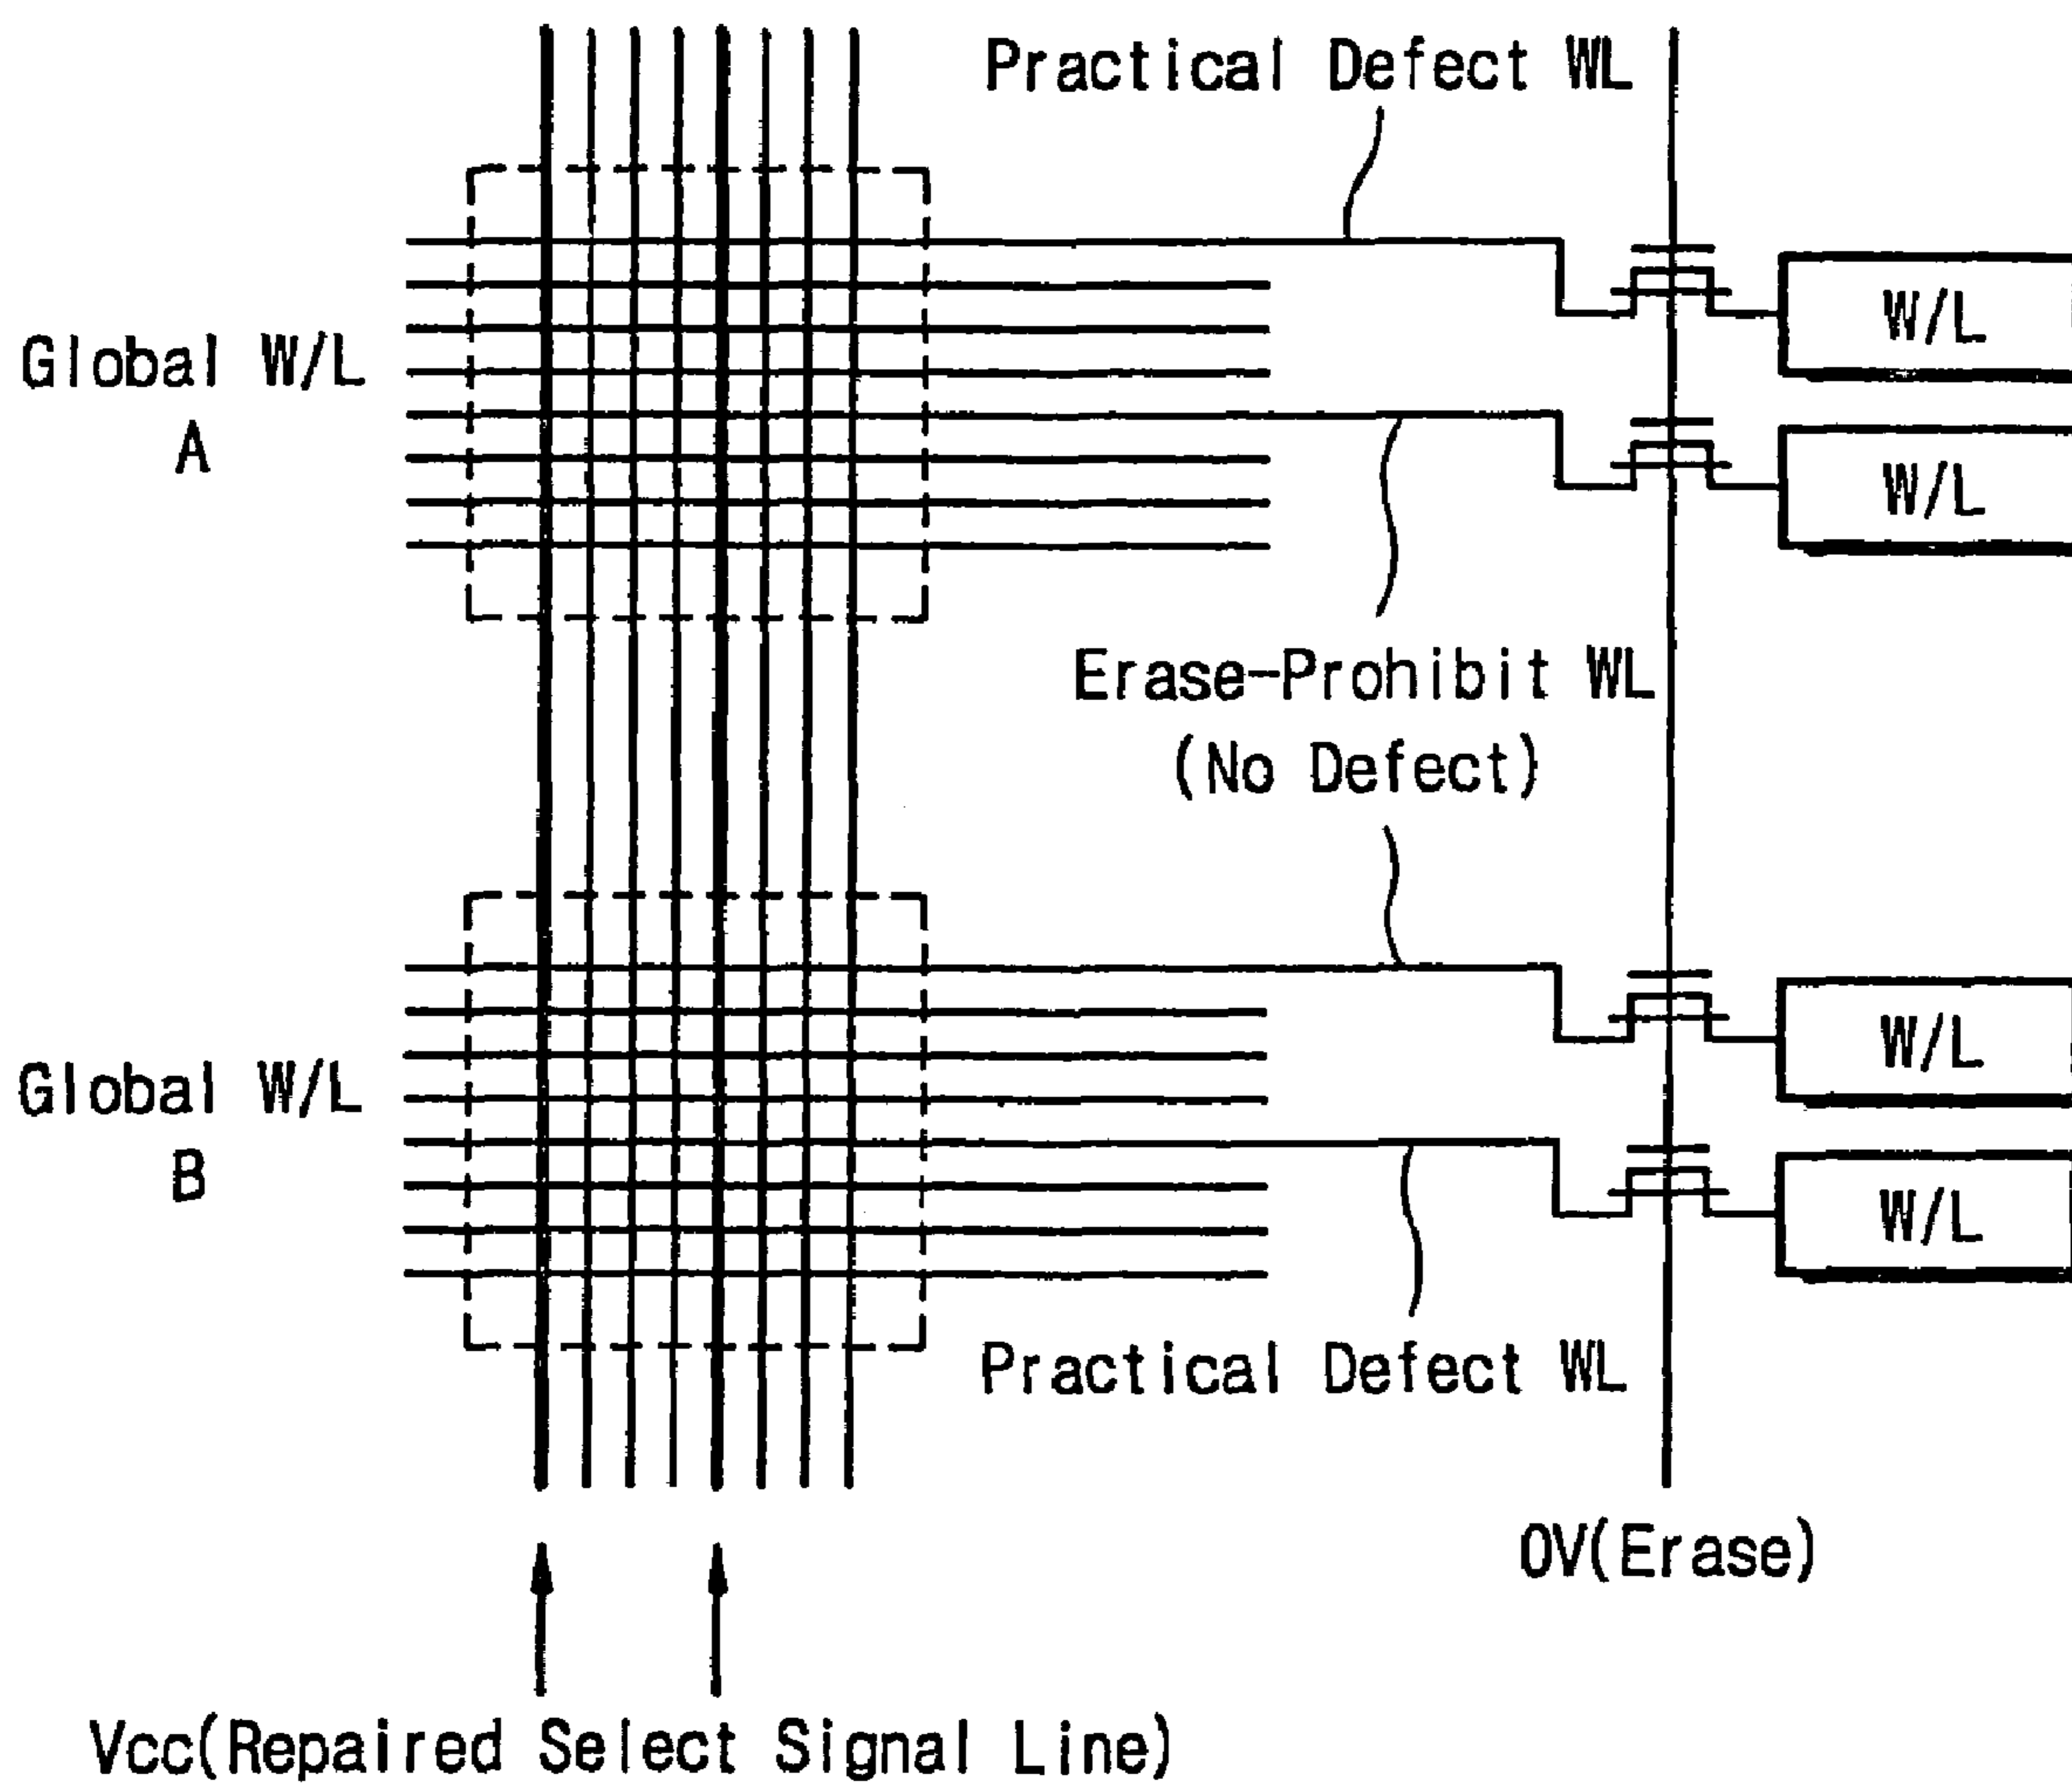 Practical Defect WL
W/L
Global W/L
A
W/L
Erase-Prohibit WL
(No Defect)
W/L
Global W/L
B
W/L
Practical Defect WL
0V(Erase)
Vcc(Repaired Select Signal Line)